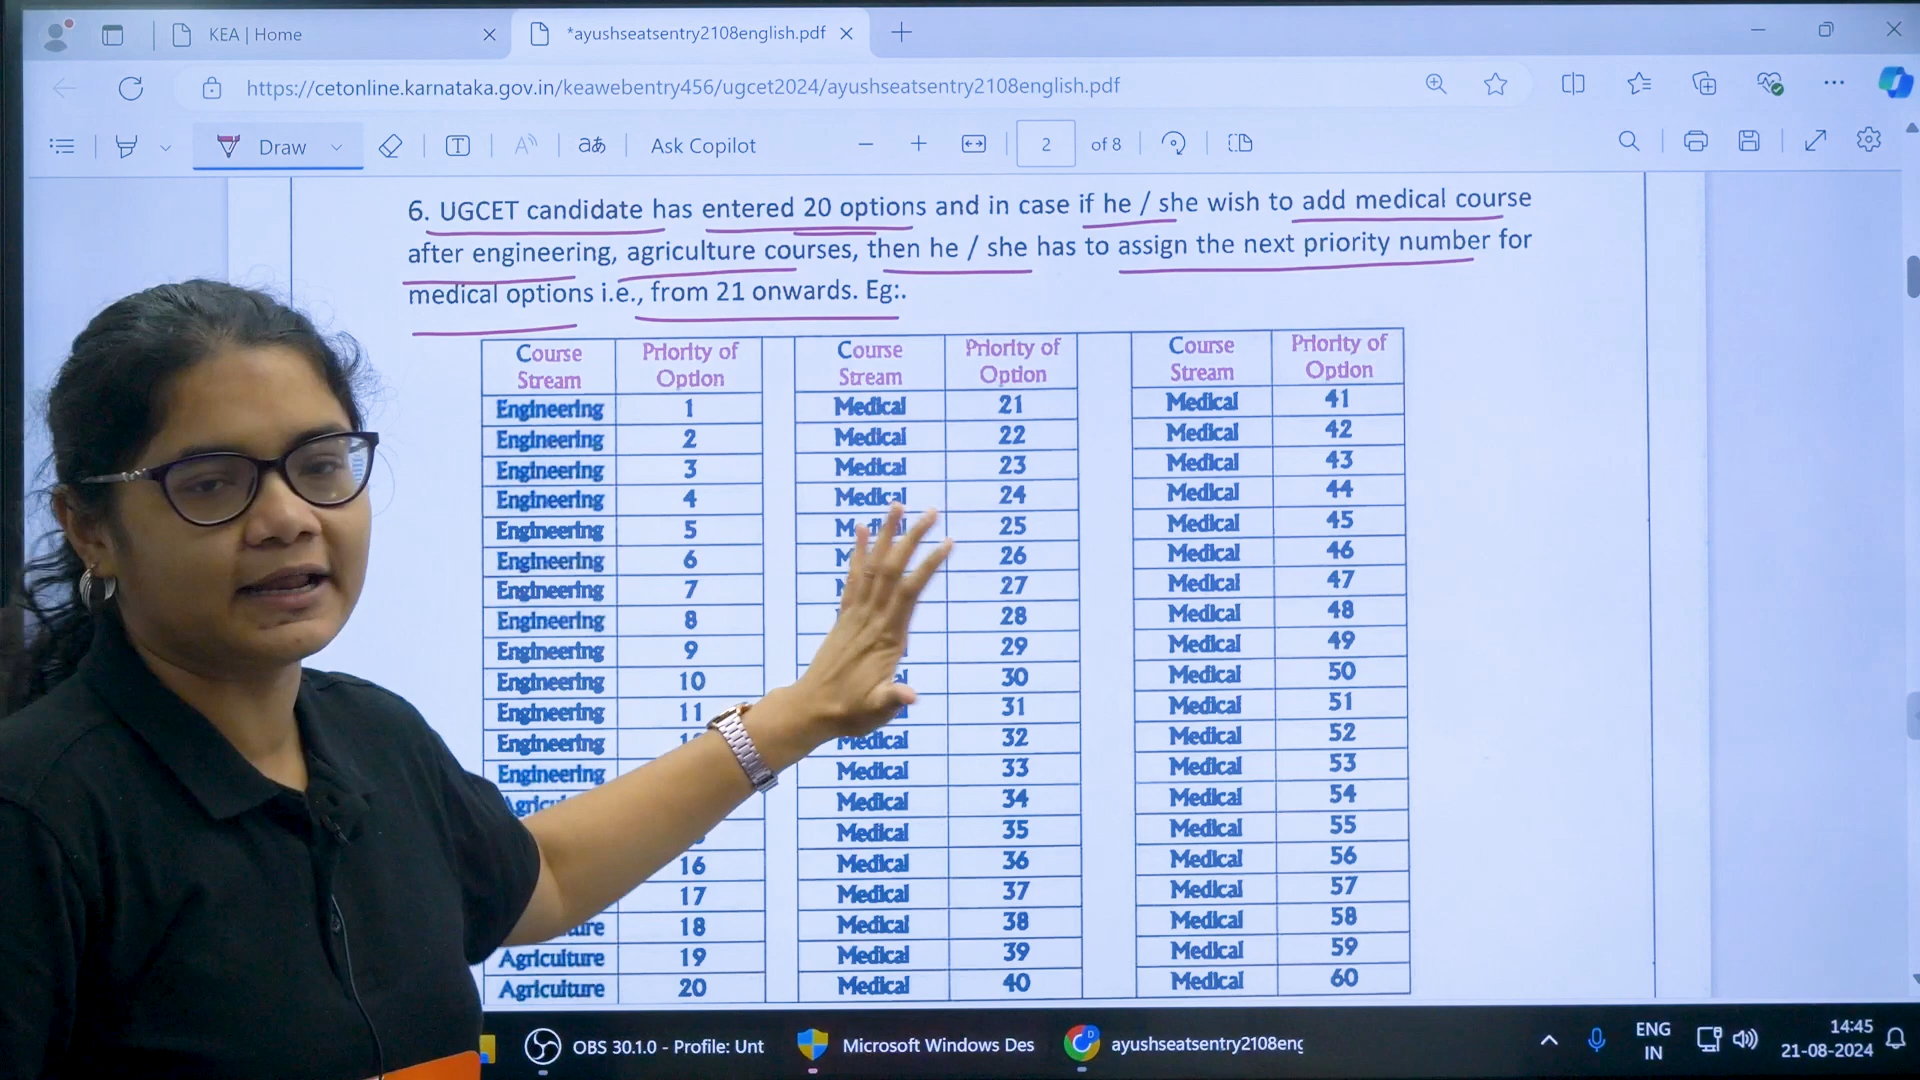 KEA | Home
*ayushseatsentry2108english.pdf
https://cetonline.karnataka.gov.in/keawebentry456/ugcet2024/ayushseatsentry2108english.pdf
Draw
Ask Copilot
2 of 8
6. UGCET candidate has entered 20 options and in case if he / she wish to add medical course
after engineering, agriculture courses, then he / she has to assign the next priority number for
medical options i.e., from 21 onwards. Eg:.
Course Stream Priority of Option Course Stream Priority of Option Course Stream Priority of Option
Engineering 1 Medical 21 Medical 41
Engineering 2 Medical 22 Medical 42
Engineering 3 Medical 23 Medical 43
Engineering 4 Medical 24 Medical 44
Engineering 5 25 Medical 45
Engineering 6 26 Medical 46
Engineering 7 27 Medical 47
Engineering 8 28 Medical 48
Engineering 9 29 Medical 49
Engineering 10 30 Medical 50
Engineering 11 31 Medical 51
Engineering Medical 32 Medical 52
Engineering Medical 33 Medical 53
Medical 34 Medical 54
Medical 35 Medical 55
16 Medical 36 Medical 56
17 Medical 37 Medical 57
18 Medical 38 Medical 58
Agriculture 19 Medical 39 Medical 59
Agriculture 20 Medical 40 Medical 60
OBS 30.1.0 - Profile: Unt
Microsoft Windows Des
ayushseatsentry2108eng
ENG
IN
14:45
21-08-2024